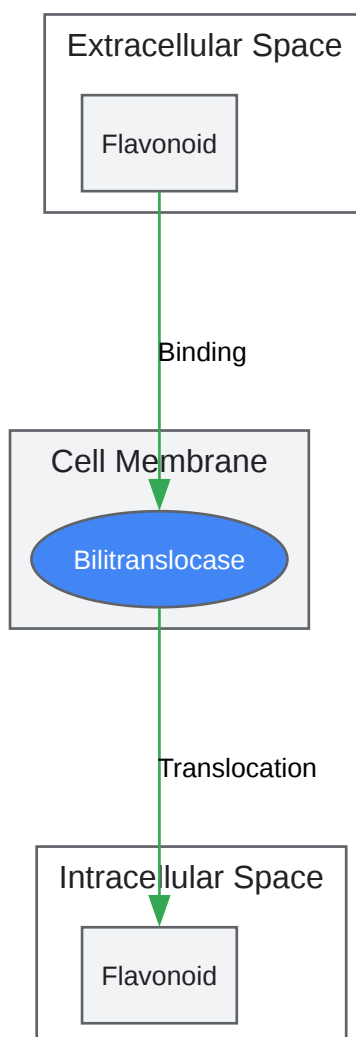 Extracellular Space
Flavonoid
Binding
Cell Membrane
Bilitranslocase
Translocation
Intracellular Space
Flavonoid